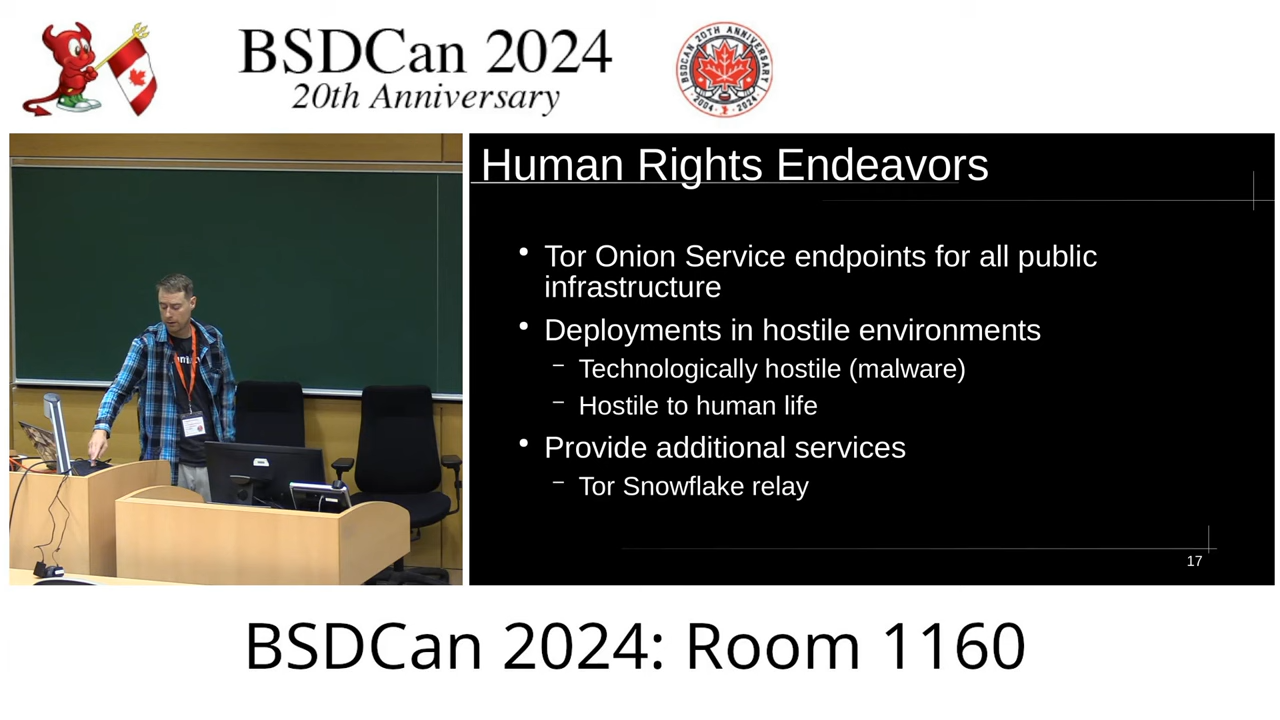 BSDCan 2024
20th Anniversary
BSDCAN 20TH ANNIVERSARY
2004 - 2024
Human Rights Endeavors
• Tor Onion Service endpoints for all public
infrastructure
• Deployments in hostile environments
– Technologically hostile (malware)
– Hostile to human life
• Provide additional services
– Tor Snowflake relay
17
BSDCan 2024: Room 1160